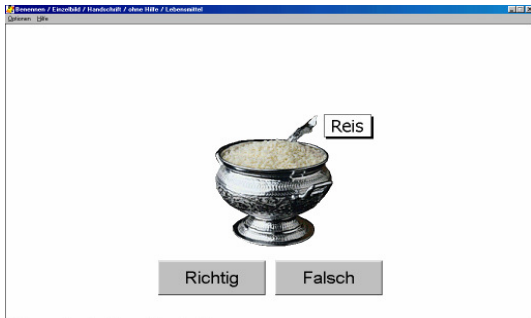 Benennen / Einzelbild / Handschrift / ohne Hilfe / Lebensmittel
Optionen Hilfe
Reis
Richtig Falsch